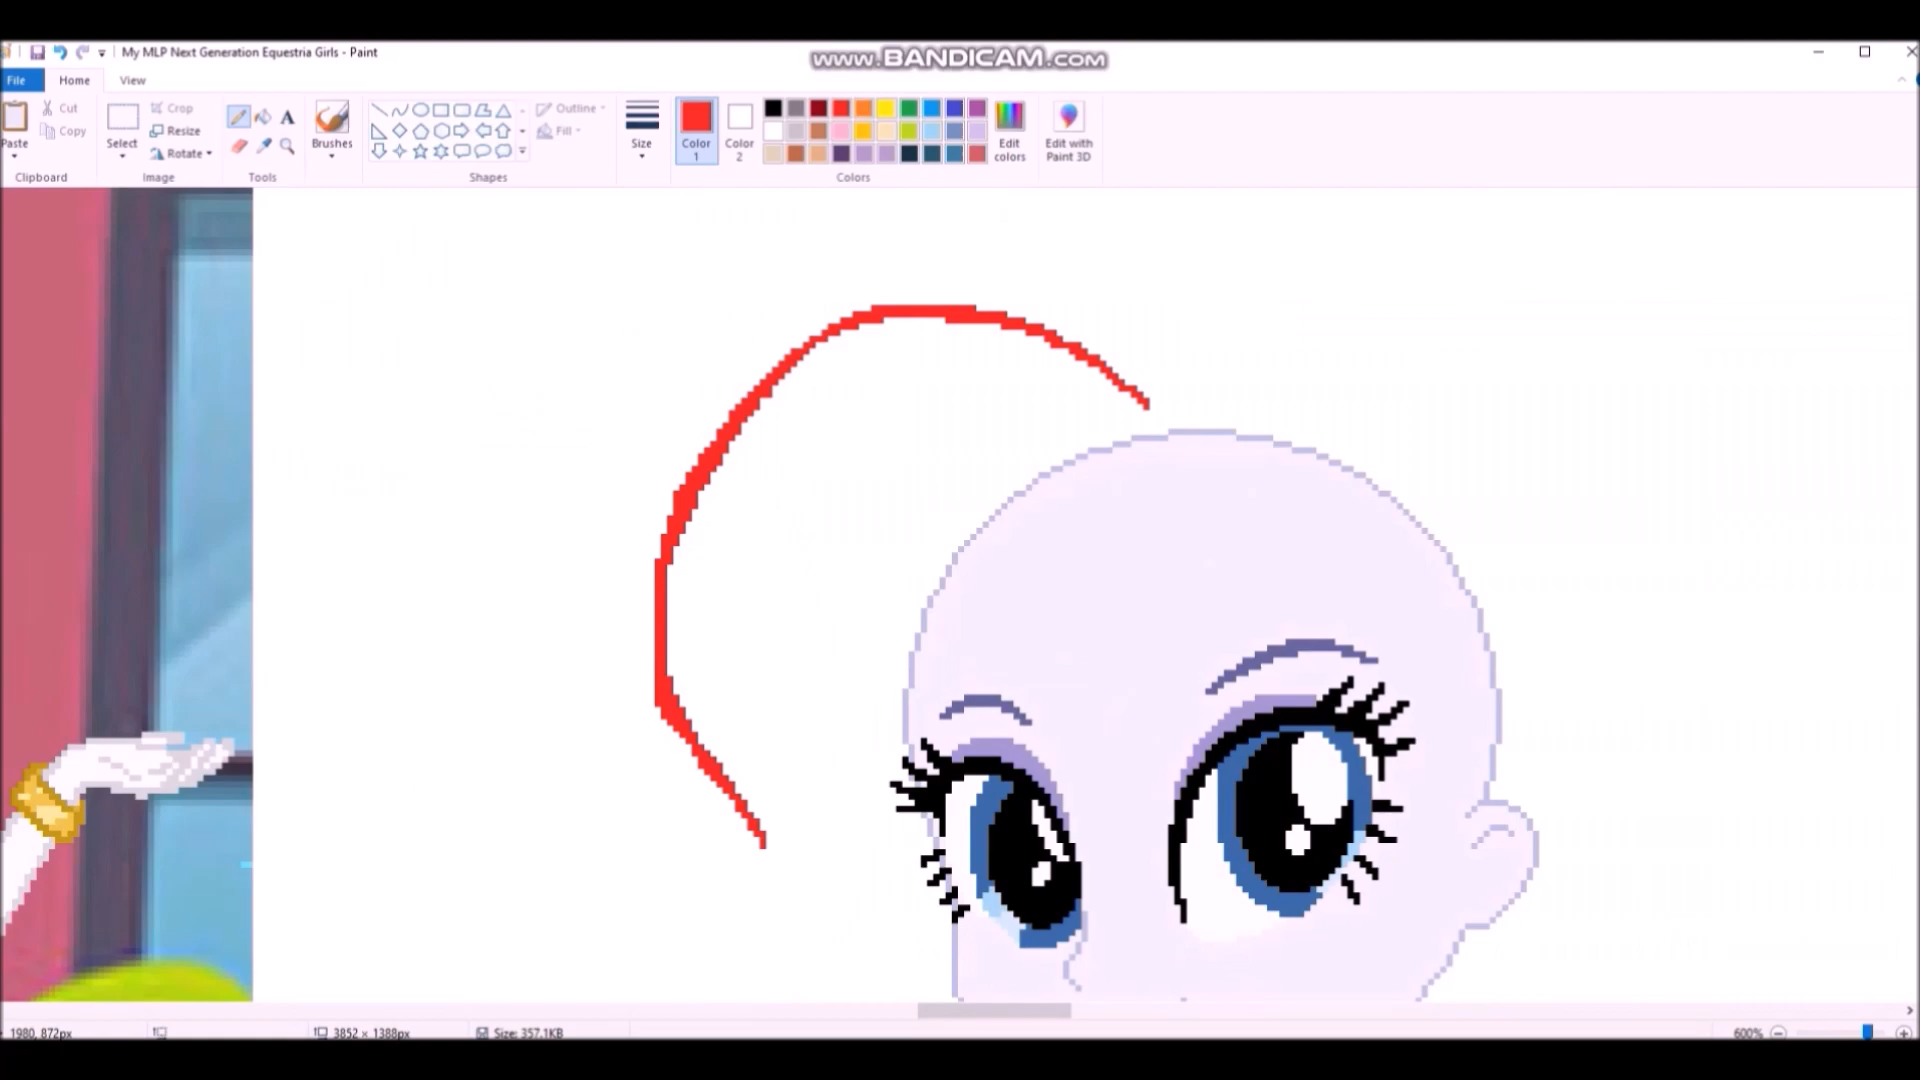 My MLP Next Generation Equestria Girls - Paint
www.BANDICAM.com
File Home View
Cut
Copy
Paste
Clipboard
Select
Crop
Resize
Rotate
Image
A
Tools
Brushes
Outline
Fill
Shapes
Size
Color 1
Color 2
Colors
Edit colors
Edit with Paint 3D
1980, 872px
3852 × 1388px
Size: 357.1KB
600%